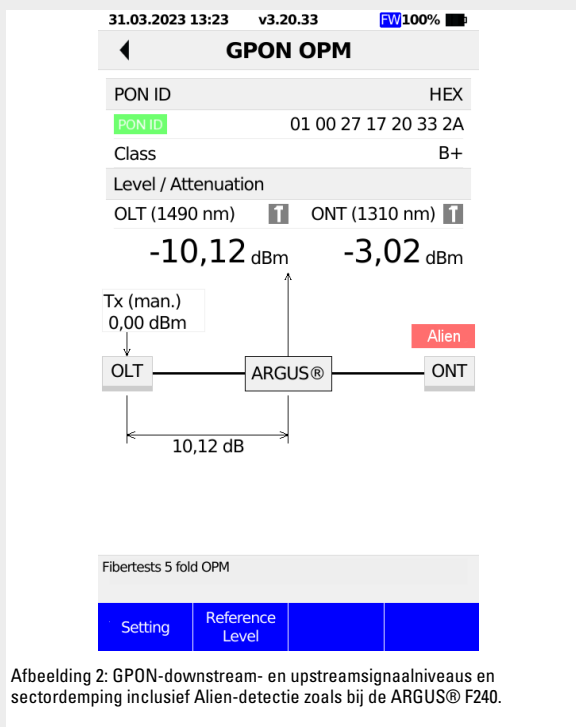 31.03.2023 13:23 v3.20.33 FW 100%
GPON OPM
PON ID HEX
PON ID 01 00 27 17 20 33 2A
Class B+
Level / Attenuation
OLT (1490 nm) ONT (1310 nm)
-10,12 dBm -3,02 dBm
Tx (man.)
0,00 dBm
Alien
OLT ARGUS® ONT
10,12 dB
Fibertests 5 fold OPM
Setting Reference
Level
Afbeelding 2: GPON-downstream- en upstreamsignaalniveaus en
sectordemping inclusief Alien-detectie zoals bij de ARGUS® F240.